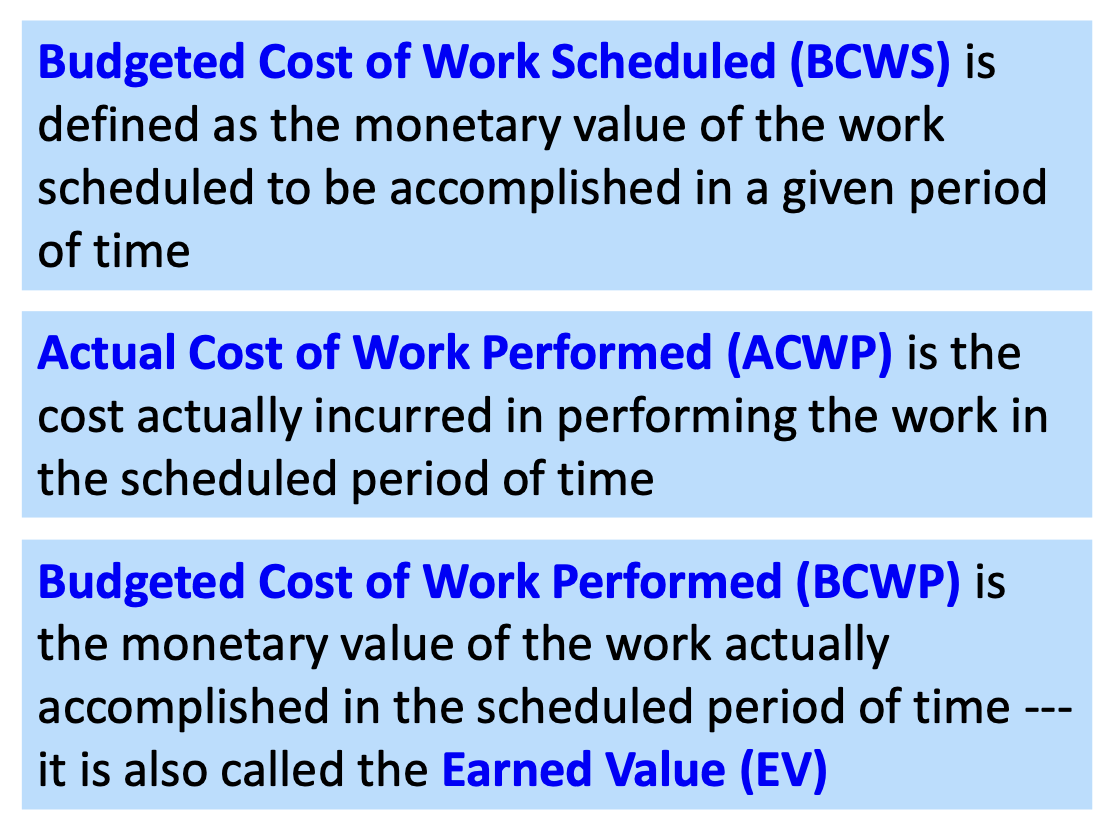 Budgeted Cost of Work Scheduled (BCWS) is
defined as the monetary value of the work
scheduled to be accomplished in a given period
of time
Actual Cost of Work Performed (ACWP) is the
cost actually incurred in performing the work in
the scheduled period of time
Budgeted Cost of Work Performed (BCWP) is
the monetary value of the work actually
accomplished in the scheduled period of time ---
it is also called the Earned Value (EV)